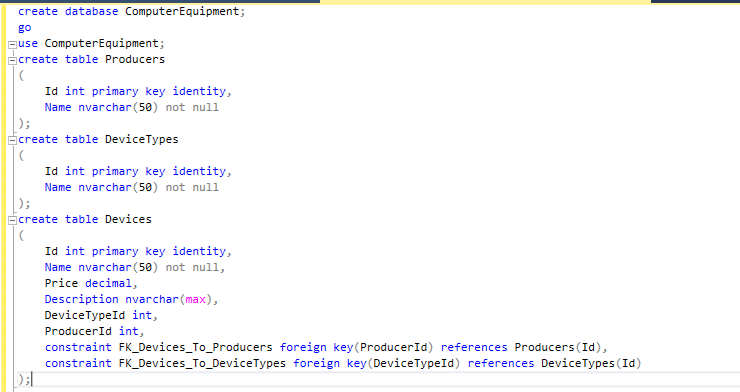 create database ComputerEquipment;
go
use ComputerEquipment;
create table Producers
(
    Id int primary key identity,
    Name nvarchar(50) not null
);
create table DeviceTypes
(
    Id int primary key identity,
    Name nvarchar(50) not null
);
create table Devices
(
    Id int primary key identity,
    Name nvarchar(50) not null,
    Price decimal,
    Description nvarchar(max),
    DeviceTypeId int,
    ProducerId int,
    constraint FK_Devices_To_Producers foreign key(ProducerId) references Producers(Id),
    constraint FK_Devices_To_DeviceTypes foreign key(DeviceTypeId) references DeviceTypes(Id)
);